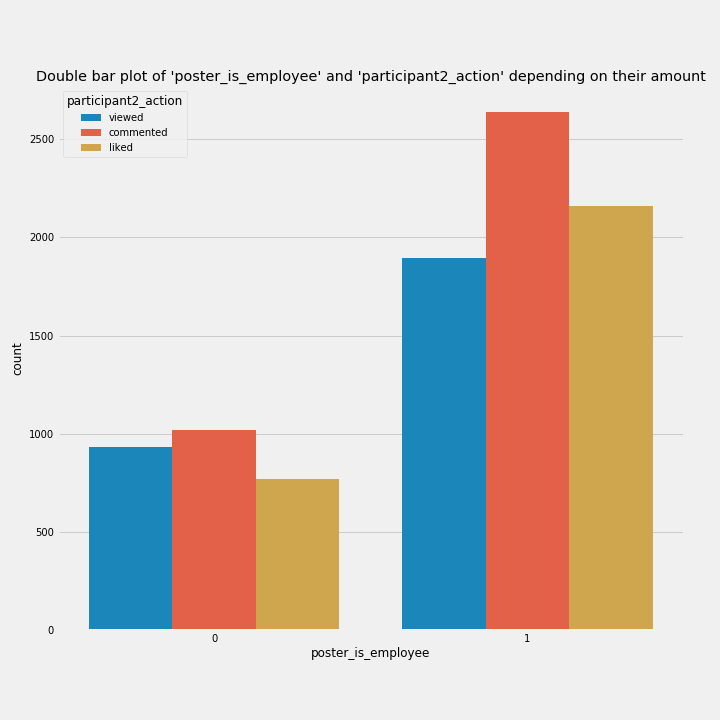 Double bar plot of 'poster_is_employee' and 'participant2_action' depending on their amount
participant2_action
viewed
commented
liked
2500
2000
1500
1000
500
0
count
0 1
poster_is_employee